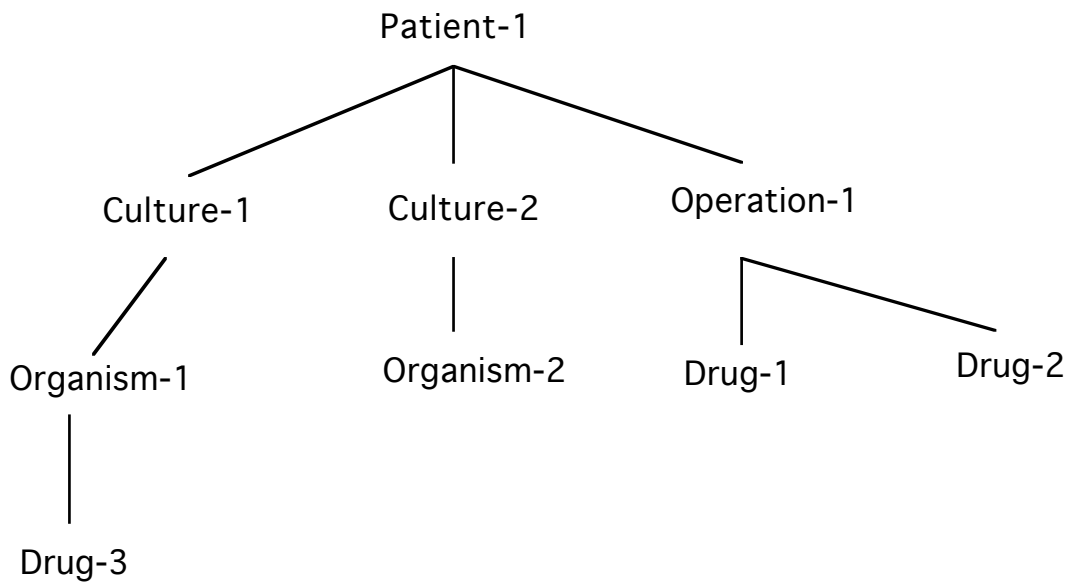 Patient-1
Culture-1
Culture-2
Operation-1
Organism-1
Organism-2
Drug-1
Drug-2
Drug-3